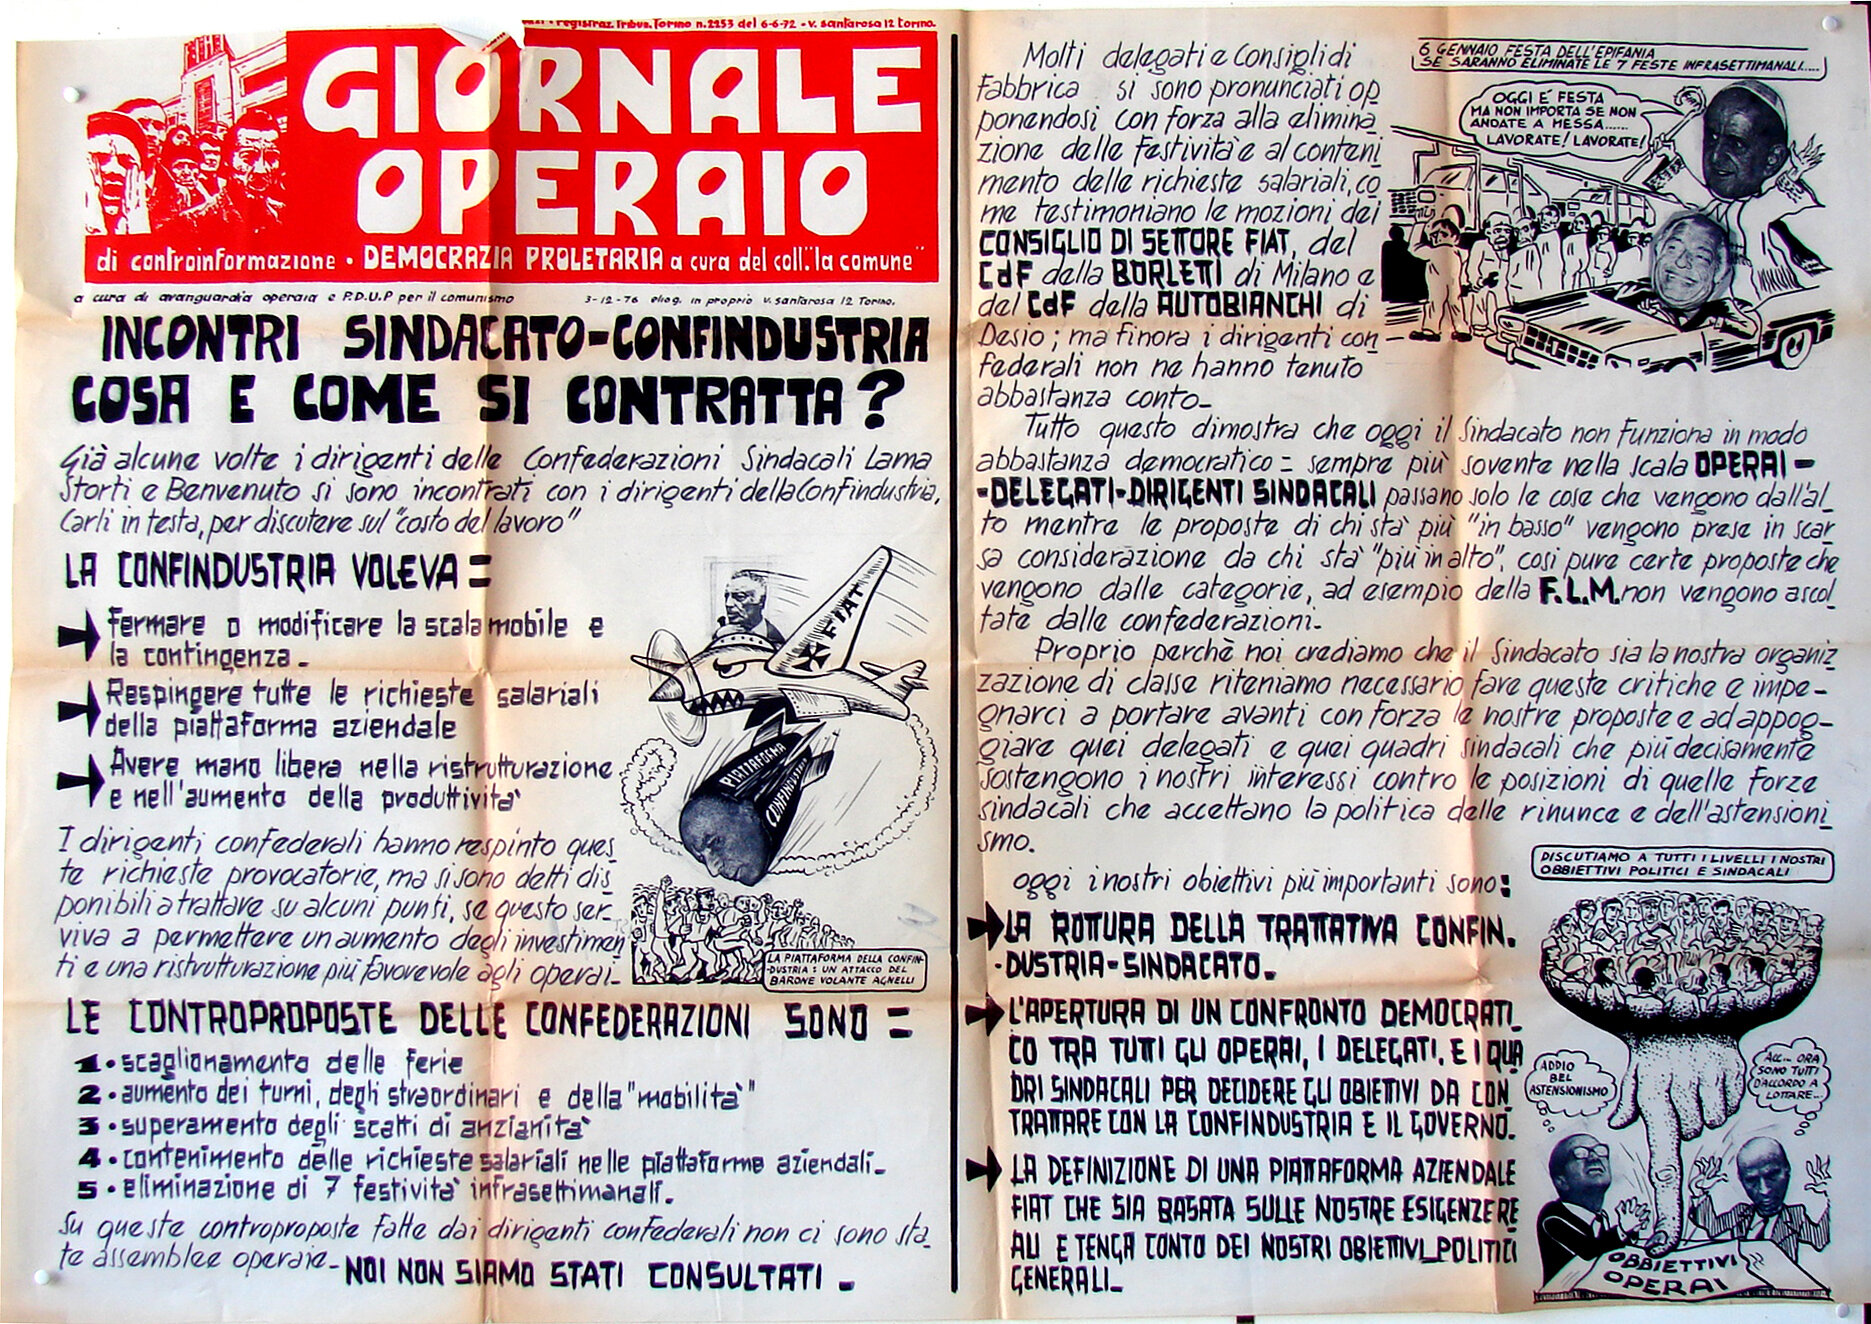 registraz. Tribun. Torino n. 2253 del 6-6-72 - v. santarosa 12 torino.
GIORNALE
OPERAIO
di controinformazione • DEMOCRAZIA PROLETARIA a cura del coll. "la comune"
a cura di avanguardia operaia e P.D.U.P per il comunismo 3-12-76 eliog. in proprio v. santarosa 12 Torino.
INCONTRI SINDACATO-CONFINDUSTRIA
COSA E COME SI CONTRATTA?
Già alcune volte i dirigenti delle Confederazioni Sindacali Lama
Storti e Benvenuto si sono incontrati con i dirigenti della Confindustria,
Carli in testa, per discutere sul "costo del lavoro"
LA CONFINDUSTRIA VOLEVA =
Fermare o modificare la scala mobile e
la contingenza -
Respingere tutte le richieste salariali
della piattaforma aziendale
Avere mano libera nella ristrutturazione
e nell'aumento della produttività
FIAT
PIATTAFORMA
CONFINDUSTRIA
LA PIATTAFORMA DELLA CONFIN-
-DUSTRIA: UN ATTACCO DEL
BARONE VOLANTE AGNELLI
I dirigenti confederali hanno respinto ques_
te richieste provocatorie, ma si sono detti dis_
ponibili a trattare su alcuni punti, se questo ser_
viva a permettere un aumento degli investimen
ti e una ristrutturazione più favorevole agli operai-
LE CONTROPROPOSTE DELLE CONFEDERAZIONI SONO =
1 • scaglionamento delle ferie
2 • aumento dei turni, degli straordinari e della "mobilità"
3 • superamento degli scatti di anzianità
4 • contenimento delle richieste salariali nelle piattaforme aziendali_
5 • eliminazione di 7 festività infrasettimanali.
Su queste controproposte fatte dai dirigenti confederali non ci sono sta_
te assemblee operaie- NOI NON SIAMO STATI CONSULTATI -
Molti delegati e Consigli di
Fabbrica si sono pronunciati op
ponendosi con forza alla elimina
zione delle festività e al conteni
mento delle richieste salariali, co
me testimoniano le mozioni del
CONSIGLIO DI SETTORE FIAT, del
CdF della BORLETTI di Milano e
del CdF della AUTOBIANCHI di
Desio; ma finora i dirigenti con-
federali non ne hanno tenuto
abbastanza conto_
6 GENNAIO FESTA DELL'EPIFANIA
SE SARANNO ELIMINATE LE 7 FESTE INFRASETTIMANALI.....
OGGI E' FESTA
MA NON IMPORTA SE NON
ANDATE A MESSA......
LAVORATE! LAVORATE!
Tutto questo dimostra che oggi il Sindacato non funziona in modo
abbastanza democratico = sempre più sovente nella scala OPERAI -
-DELEGATI-DIRIGENTI SINDACALI passano solo le cose che vengono dall'al_
to mentre le proposte di chi sta' più "in basso" vengono prese in scar
sa considerazione da chi sta' "più in alto", così pure certe proposte che
vengono dalle categorie, ad esempio della F.L.M. non vengono ascol_
tate dalle confederazioni-
Proprio perchè noi crediamo che il Sindacato sia la nostra organiz
zazione di classe riteniamo necessario fare queste critiche e impe-
gnarci a portare avanti con forza le nostre proposte e ad appog-
giare quei delegati e quei quadri sindacali che più decisamente
sostengono i nostri interessi contro le posizioni di quelle forze
sindacali che accettano la politica delle rinunce e dell'astensioni
smo.
oggi i nostri obiettivi più importanti sono:
LA ROTTURA DELLA TRATTATIVA CONFIN.
-DUSTRIA-SINDACATO_
L'APERTURA DI UN CONFRONTO DEMOCRATI_
CO TRA TUTTI GLI OPERAI, I DELEGATI, E I QUA
DRI SINDACALI PER DECIDERE GLI OBIETTIVI DA CON_
TRATTARE CON LA CONFINDUSTRIA E IL GOVERNO.
LA DEFINIZIONE DI UNA PIATTAFORMA AZIENDALE
FIAT CHE SIA BASATA SULLE NOSTRE ESIGENZE RE
ALI E TENGA CONTO DEI NOSTRI OBIETTIVI POLITICI
GENERALI_
DISCUTIAMO A TUTTI I LIVELLI I NOSTRI
OBBIETTIVI POLITICI E SINDACALI
ADDIO
BEL
ASTENSIONISMO
ACC... ORA
SONO TUTTI
D'ACCORDO A
LOTTARE...
OBBIETTIVI
OPERAI